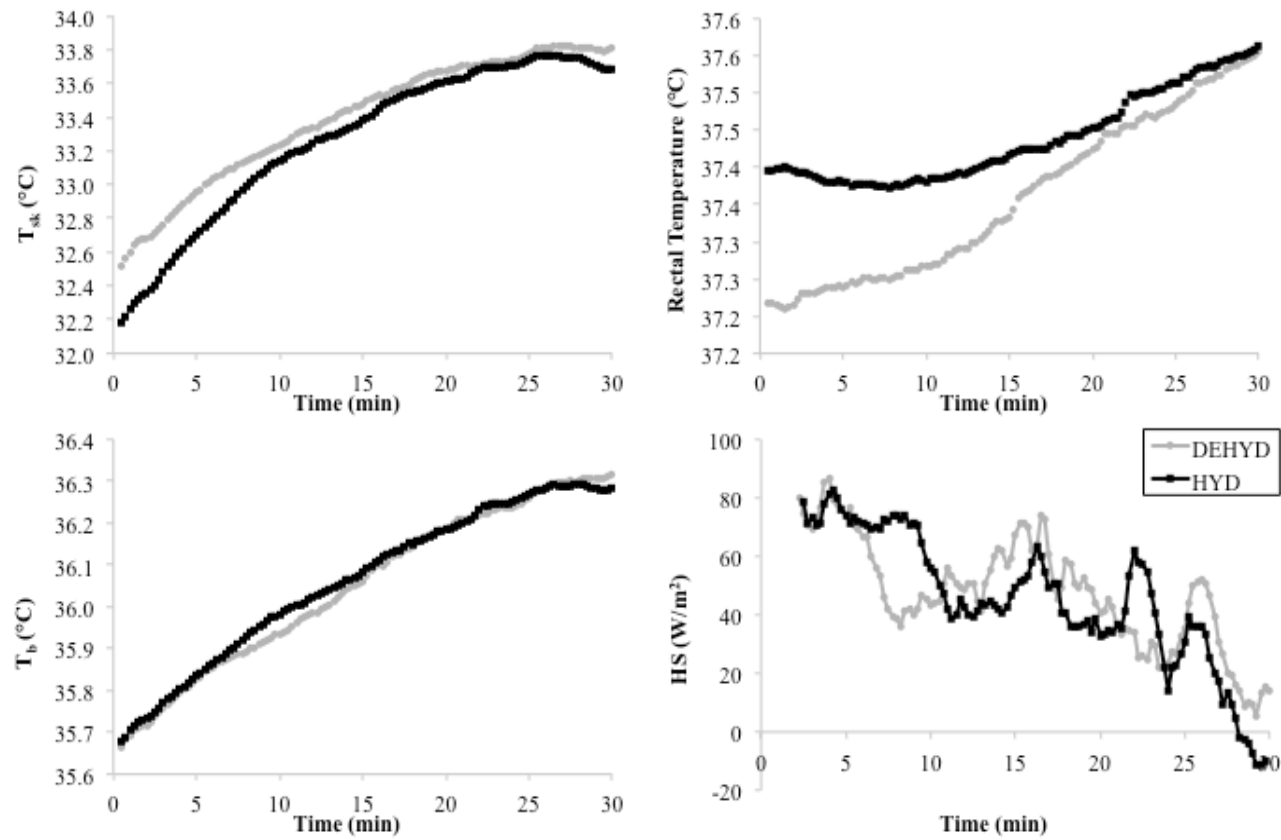 34.0
33.8
33.6
33.4
33.2
33.0
32.8
32.6
32.4
32.2
32.0
T_sk (°C)
0 5 10 15 20 25 30
Time (min)
37.6
37.6
37.5
37.5
37.4
37.4
37.3
37.3
37.2
37.2
Rectal Temperature (°C)
0 5 10 15 20 25 30
Time (min)
36.4
36.3
36.2
36.1
36.0
35.9
35.8
35.7
35.6
T_b (°C)
0 5 10 15 20 25 30
Time (min)
100
80
60
40
20
0
-20
HS (W/m²)
DEHYD
HYD
0 5 10 15 20 25 30
Time (min)